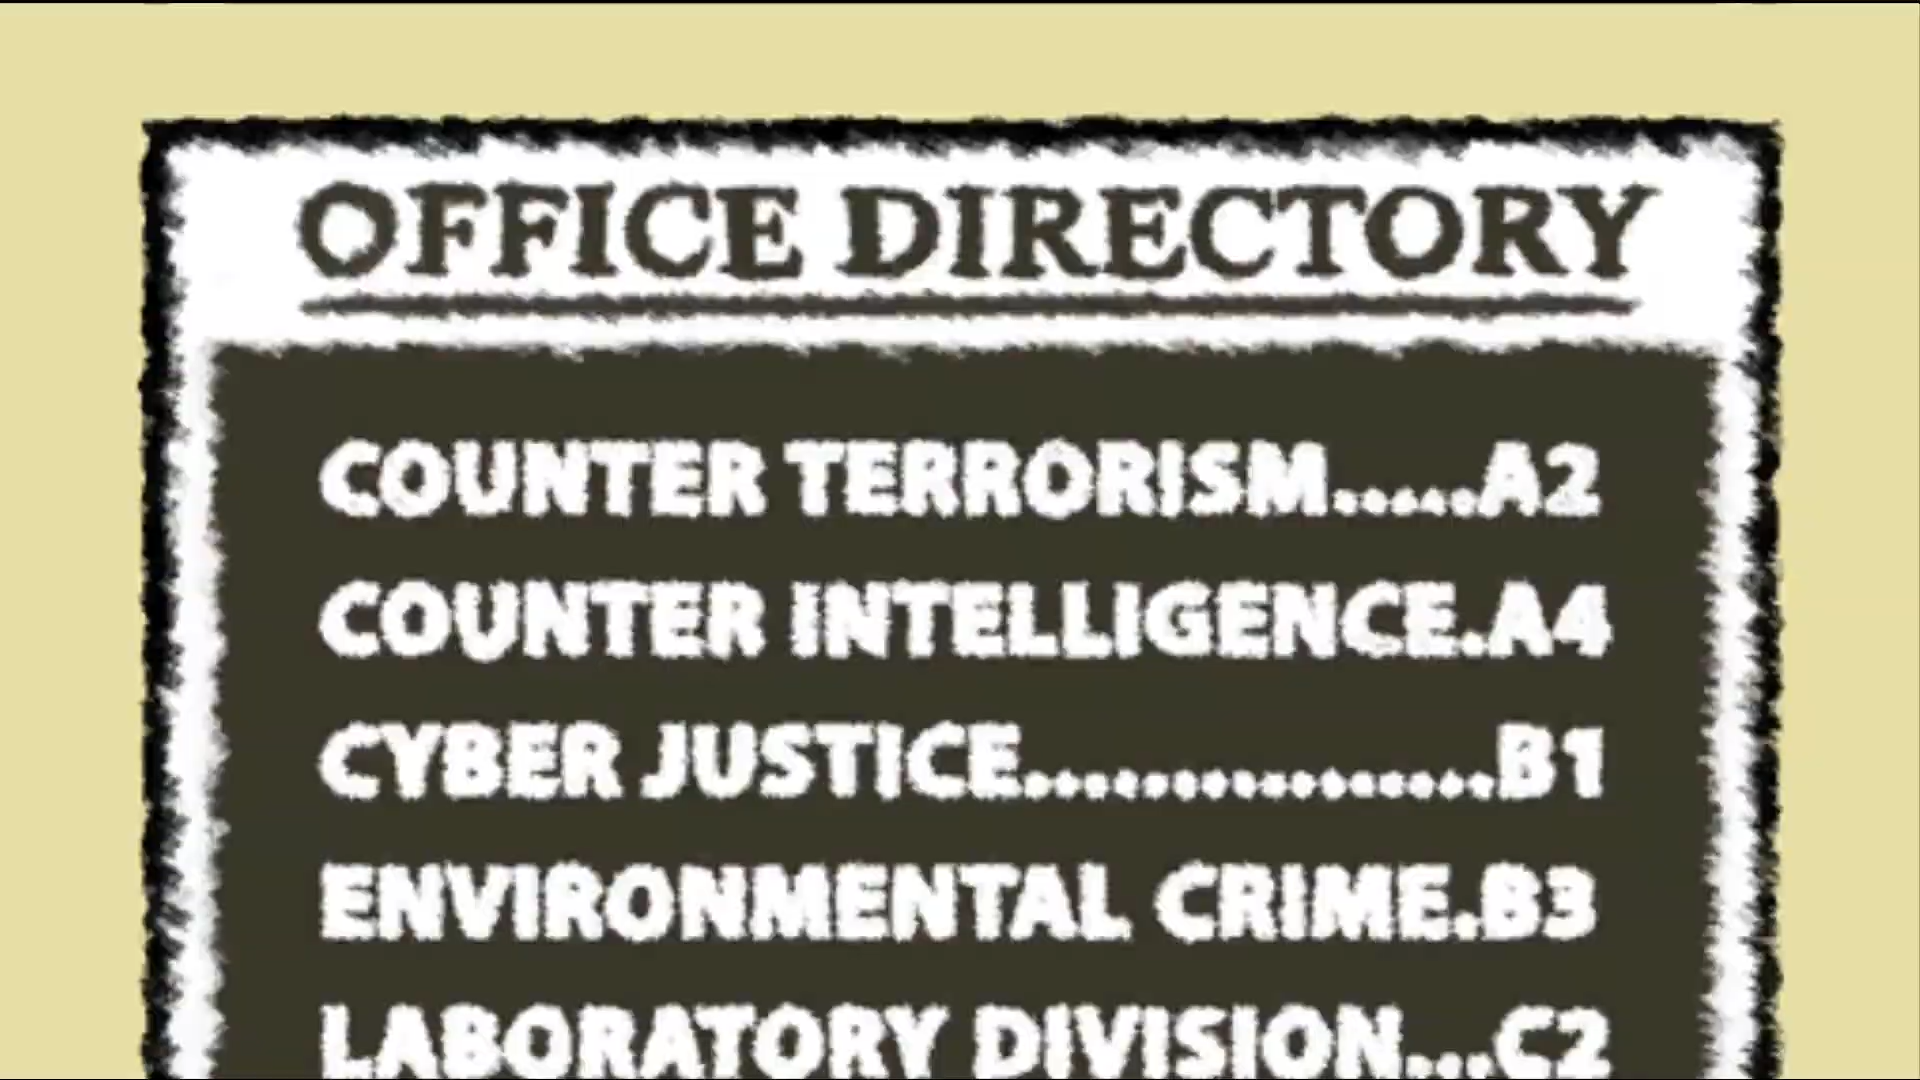 OFFICE DIRECTORY
COUNTER TERRORISM.....A2
COUNTER INTELLIGENCE.A4
CYBER JUSTICE................B1
ENVIRONMENTAL CRIME.B3
LABORATORY DIVISION...C2